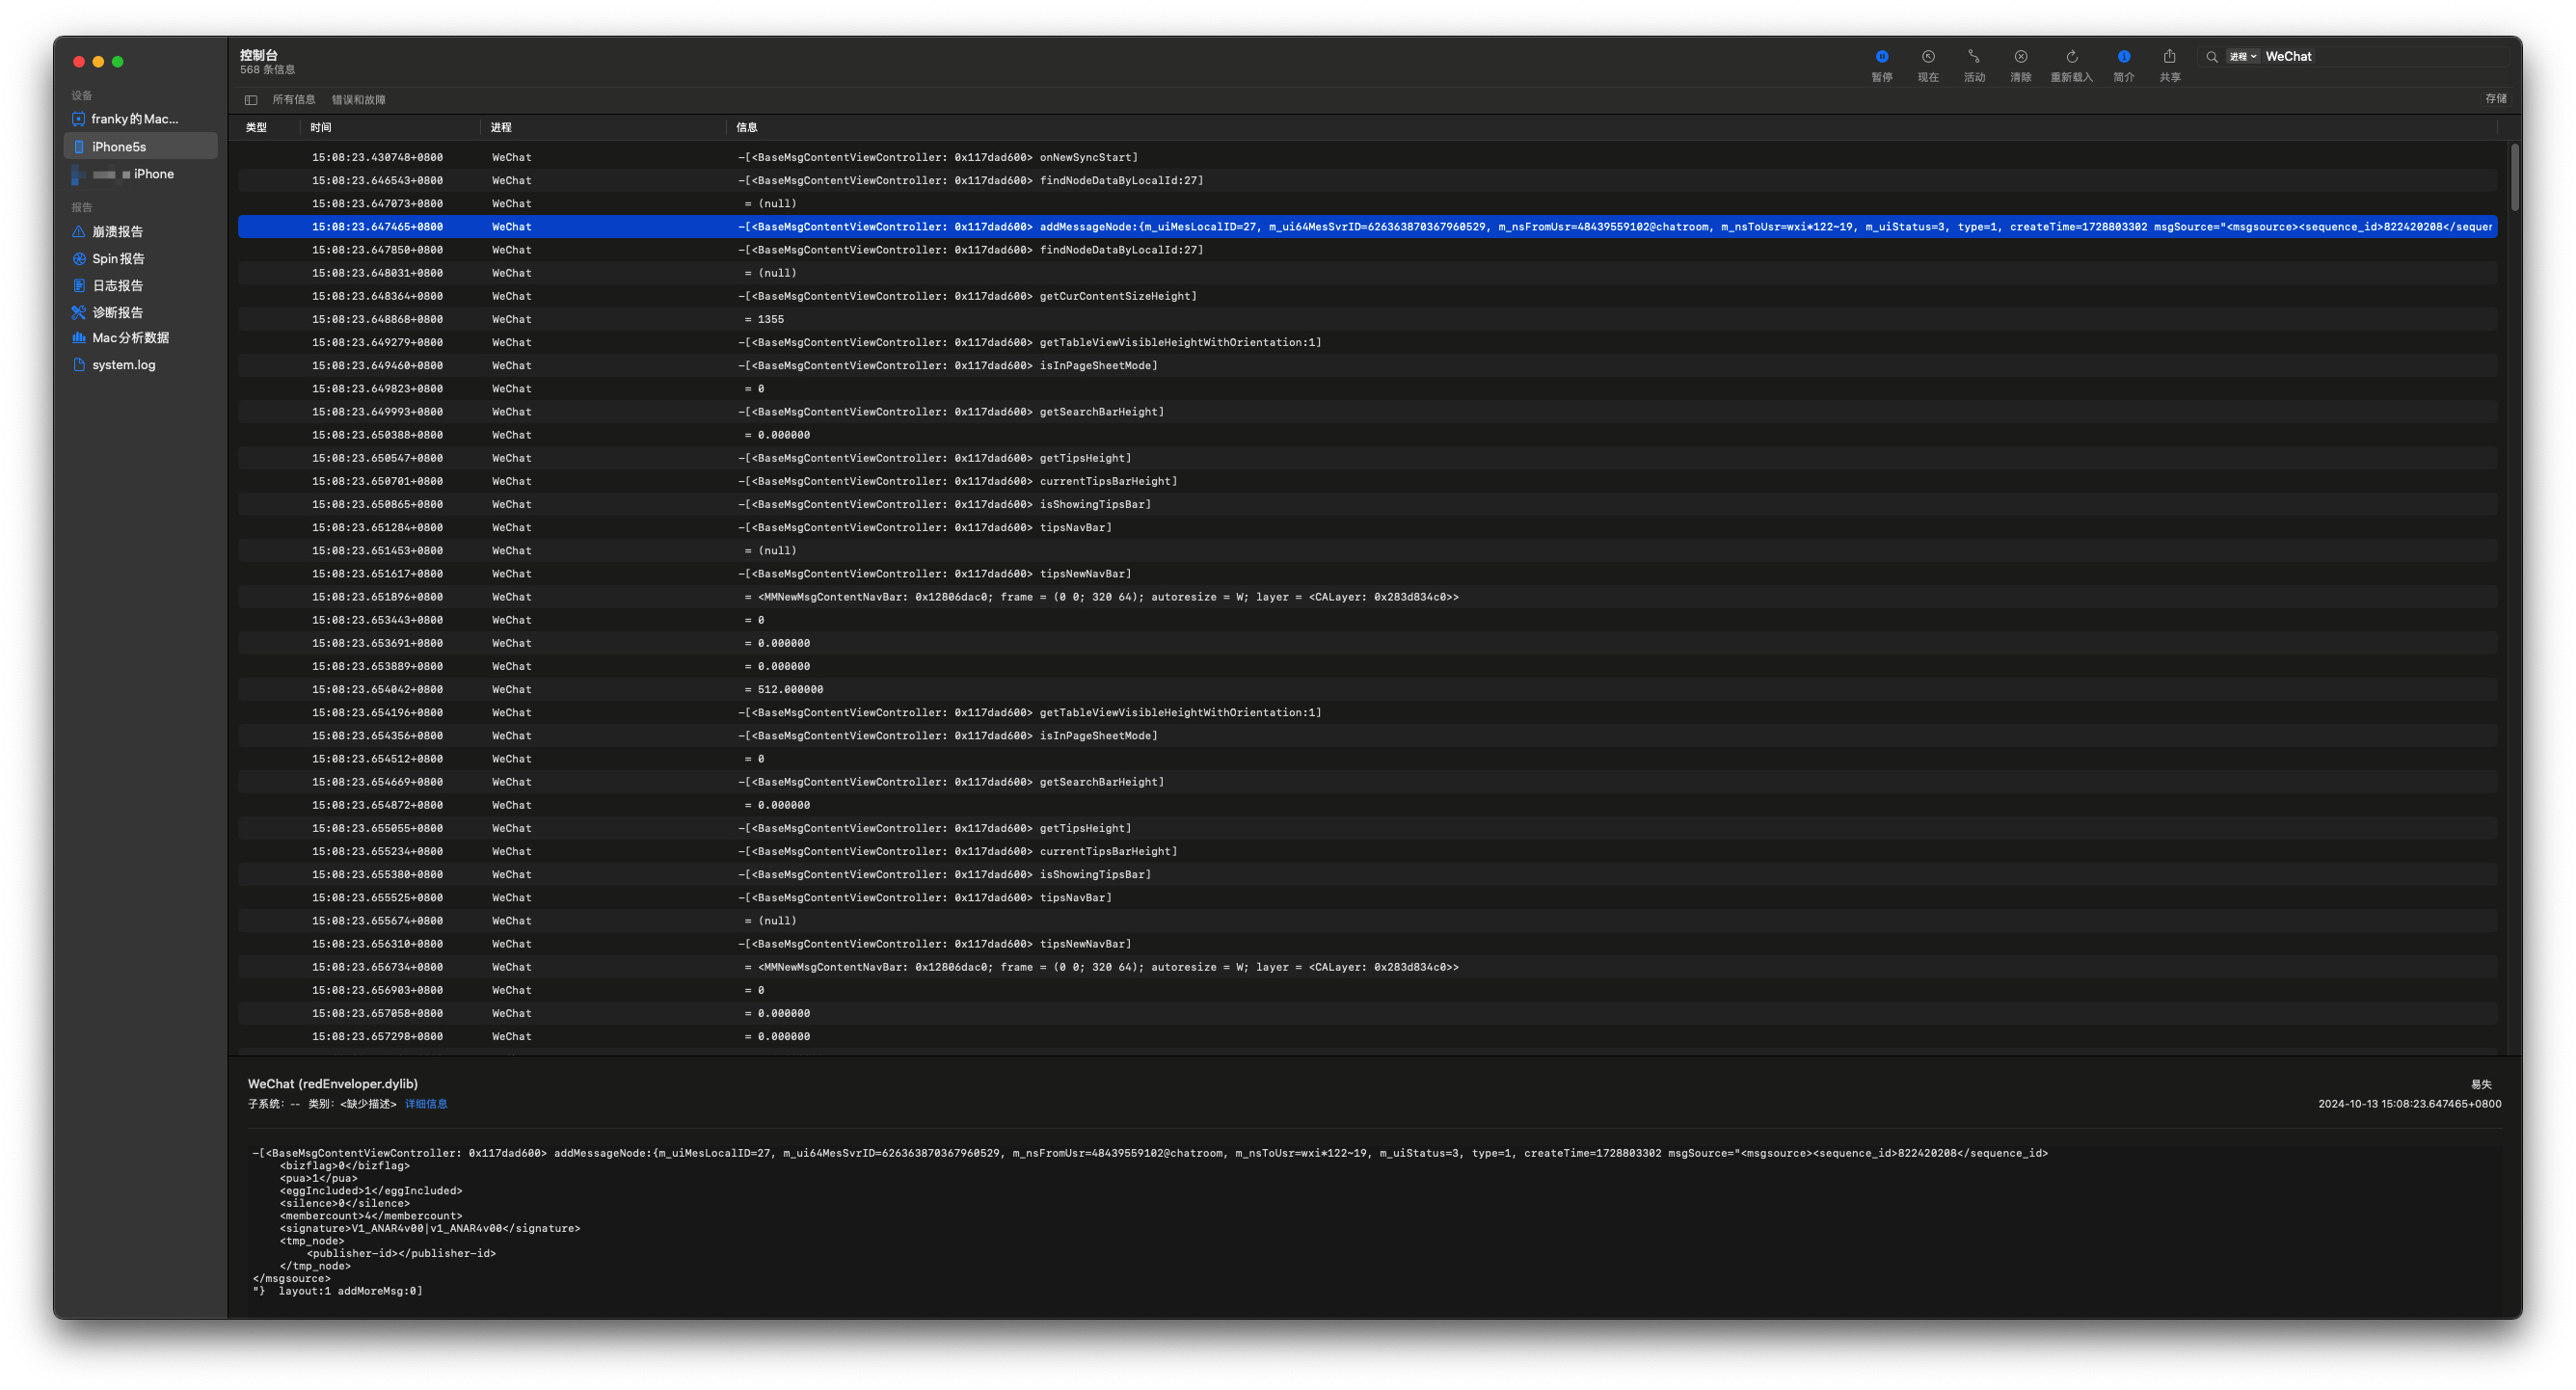 控制台
568 条信息
暂停
现在
活动
清除
重新载入
简介
共享
进程
WeChat
所有信息
错误和故障
存储
设备
franky的Mac...
iPhone5s
iPhone
报告
崩溃报告
Spin报告
日志报告
诊断报告
Mac分析数据
system.log
类型 时间 进程 信息
15:08:23.430748+0800 WeChat -[<BaseMsgContentViewController: 0x117dad600> onNewSyncStart]
15:08:23.646543+0800 WeChat -[<BaseMsgContentViewController: 0x117dad600> findNodeDataByLocalId:27]
15:08:23.647073+0800 WeChat = (null)
15:08:23.647465+0800 WeChat -[<BaseMsgContentViewController: 0x117dad600> addMessageNode:{m_uiMesLocalID=27, m_ui64MesSvrID=626363870367960529, m_nsFromUsr=48439559102@chatroom, m_nsToUsr=wxi*122~19, m_uiStatus=3, type=1, createTime=1728803302 msgSource="<msgsource><sequence_id>822420208</sequen
15:08:23.647850+0800 WeChat -[<BaseMsgContentViewController: 0x117dad600> findNodeDataByLocalId:27]
15:08:23.648031+0800 WeChat = (null)
15:08:23.648364+0800 WeChat -[<BaseMsgContentViewController: 0x117dad600> getCurContentSizeHeight]
15:08:23.648868+0800 WeChat = 1355
15:08:23.649279+0800 WeChat -[<BaseMsgContentViewController: 0x117dad600> getTableViewVisibleHeightWithOrientation:1]
15:08:23.649460+0800 WeChat -[<BaseMsgContentViewController: 0x117dad600> isInPageSheetMode]
15:08:23.649823+0800 WeChat = 0
15:08:23.649993+0800 WeChat -[<BaseMsgContentViewController: 0x117dad600> getSearchBarHeight]
15:08:23.650388+0800 WeChat = 0.000000
15:08:23.650547+0800 WeChat -[<BaseMsgContentViewController: 0x117dad600> getTipsHeight]
15:08:23.650701+0800 WeChat -[<BaseMsgContentViewController: 0x117dad600> currentTipsBarHeight]
15:08:23.650865+0800 WeChat -[<BaseMsgContentViewController: 0x117dad600> isShowingTipsBar]
15:08:23.651284+0800 WeChat -[<BaseMsgContentViewController: 0x117dad600> tipsNavBar]
15:08:23.651453+0800 WeChat = (null)
15:08:23.651617+0800 WeChat -[<BaseMsgContentViewController: 0x117dad600> tipsNewNavBar]
15:08:23.651896+0800 WeChat = <MMNewMsgContentNavBar: 0x12806dac0; frame = (0 0; 320 64); autoresize = W; layer = <CALayer: 0x283d834c0>>
15:08:23.653443+0800 WeChat = 0
15:08:23.653691+0800 WeChat = 0.000000
15:08:23.653889+0800 WeChat = 0.000000
15:08:23.654042+0800 WeChat = 512.000000
15:08:23.654196+0800 WeChat -[<BaseMsgContentViewController: 0x117dad600> getTableViewVisibleHeightWithOrientation:1]
15:08:23.654356+0800 WeChat -[<BaseMsgContentViewController: 0x117dad600> isInPageSheetMode]
15:08:23.654512+0800 WeChat = 0
15:08:23.654669+0800 WeChat -[<BaseMsgContentViewController: 0x117dad600> getSearchBarHeight]
15:08:23.654872+0800 WeChat = 0.000000
15:08:23.655055+0800 WeChat -[<BaseMsgContentViewController: 0x117dad600> getTipsHeight]
15:08:23.655234+0800 WeChat -[<BaseMsgContentViewController: 0x117dad600> currentTipsBarHeight]
15:08:23.655380+0800 WeChat -[<BaseMsgContentViewController: 0x117dad600> isShowingTipsBar]
15:08:23.655525+0800 WeChat -[<BaseMsgContentViewController: 0x117dad600> tipsNavBar]
15:08:23.655674+0800 WeChat = (null)
15:08:23.656310+0800 WeChat -[<BaseMsgContentViewController: 0x117dad600> tipsNewNavBar]
15:08:23.656734+0800 WeChat = <MMNewMsgContentNavBar: 0x12806dac0; frame = (0 0; 320 64); autoresize = W; layer = <CALayer: 0x283d834c0>>
15:08:23.656903+0800 WeChat = 0
15:08:23.657058+0800 WeChat = 0.000000
15:08:23.657298+0800 WeChat = 0.000000
WeChat (redEnveloper.dylib)
易失
子系统: -- 类别: <缺少描述> 详细信息
2024-10-13 15:08:23.647465+0800
-[<BaseMsgContentViewController: 0x117dad600> addMessageNode:{m_uiMesLocalID=27, m_ui64MesSvrID=626363870367960529, m_nsFromUsr=48439559102@chatroom, m_nsToUsr=wxi*122~19, m_uiStatus=3, type=1, createTime=1728803302 msgSource="<msgsource><sequence_id>822420208</sequence_id>
<bizflag>0</bizflag>
<pua>1</pua>
<eggIncluded>1</eggIncluded>
<silence>0</silence>
<membercount>4</membercount>
<signature>V1_ANAR4v00|v1_ANAR4v00</signature>
<tmp_node>
<publisher-id></publisher-id>
</tmp_node>
</msgsource>
"} layout:1 addMoreMsg:0]